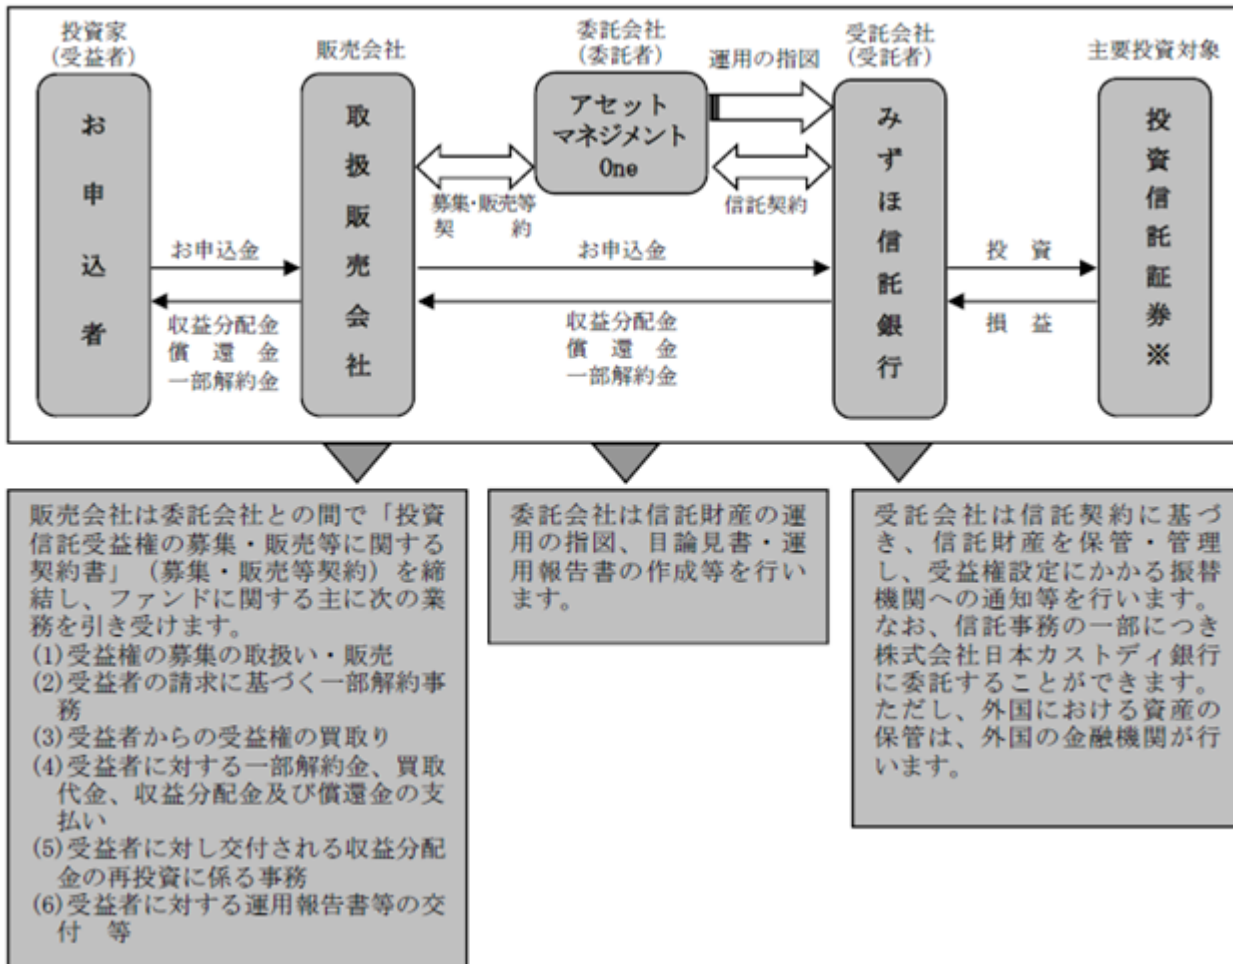 投資家
(受益者)
お申込者
販売会社
取扱販売会社
委託会社
(委託者)
アセット
マネジメント
One
運用の指図
受託会社
(受託者)
みずほ信託銀行
主要投資対象
投資信託証券※
募集・販売等
契　約
信託契約
お申込金
収益分配金
償　還　金
一部解約金
お申込金
収益分配金
償　還　金
一部解約金
投　資
損　益
販売会社は委託会社との間で「投資
信託受益権の募集・販売等に関する
契約書」（募集・販売等契約）を締
結し、ファンドに関する主に次の業
務を引き受けます。
(1)受益権の募集の取扱い・販売
(2)受益者の請求に基づく一部解約事
務
(3)受益者からの受益権の買取り
(4)受益者に対する一部解約金、買取
代金、収益分配金及び償還金の支
払い
(5)受益者に対し交付される収益分配
金の再投資に係る事務
(6)受益者に対する運用報告書等の交
付　等
委託会社は信託財産の運
用の指図、目論見書・運
用報告書の作成等を行い
ます。
受託会社は信託契約に基づ
き、信託財産を保管・管理
し、受益権設定にかかる振替
機関への通知等を行います。
なお、信託事務の一部につき
株式会社日本カストディ銀行
に委託することができます。
ただし、外国における資産の
保管は、外国の金融機関が行
います。